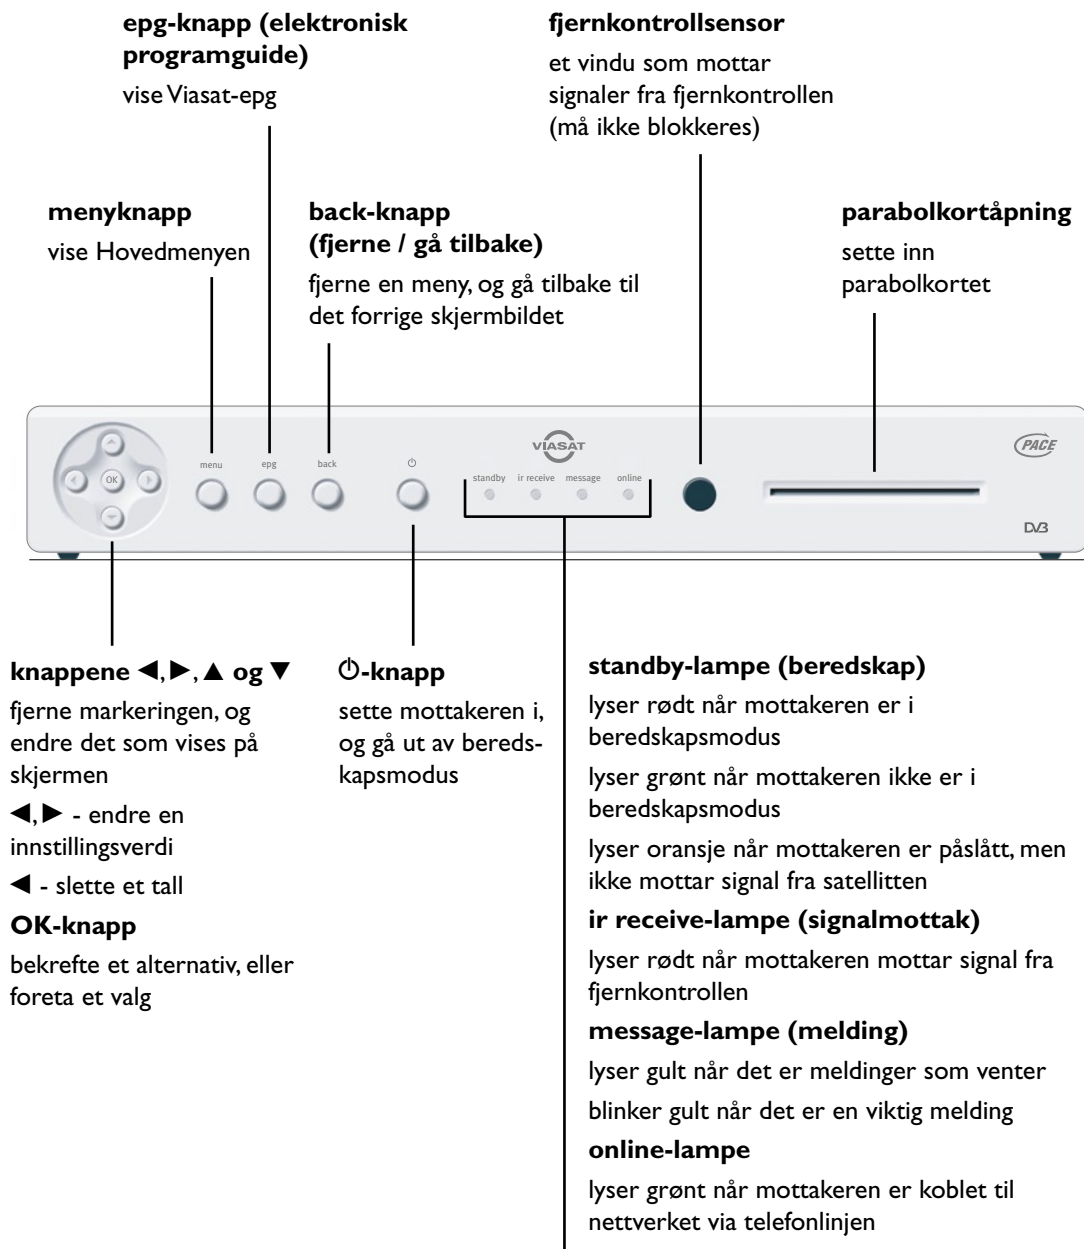 epg-knapp (elektronisk
programguide)
vise Viasat-epg
fjernkontrollsensor
et vindu som mottar
signaler fra fjernkontrollen
(må ikke blokkeres)
menyknapp
vise Hovedmenyen
back-knapp
(fjerne / gå tilbake)
fjerne en meny, og gå tilbake til
det forrige skjermbildet
parabolkortåpning
sette inn
parabolkortet
VIASAT
PACE
menu epg back
standby ir receive message online
OK
DVB
knappene ◀, ▶, ▲ og ▼
fjerne markeringen, og
endre det som vises på
skjermen
◀, ▶ - endre en
innstillingsverdi
◀ - slette et tall
OK-knapp
bekrefte et alternativ, eller
foreta et valg
⏻-knapp
sette mottakeren i,
og gå ut av bereds-
kapsmodus
standby-lampe (beredskap)
lyser rødt når mottakeren er i
beredskapsmodus
lyser grønt når mottakeren ikke er i
beredskapsmodus
lyser oransje når mottakeren er påslått, men
ikke mottar signal fra satellitten
ir receive-lampe (signalmottak)
lyser rødt når mottakeren mottar signal fra
fjernkontrollen
message-lampe (melding)
lyser gult når det er meldinger som venter
blinker gult når det er en viktig melding
online-lampe
lyser grønt når mottakeren er koblet til
nettverket via telefonlinjen